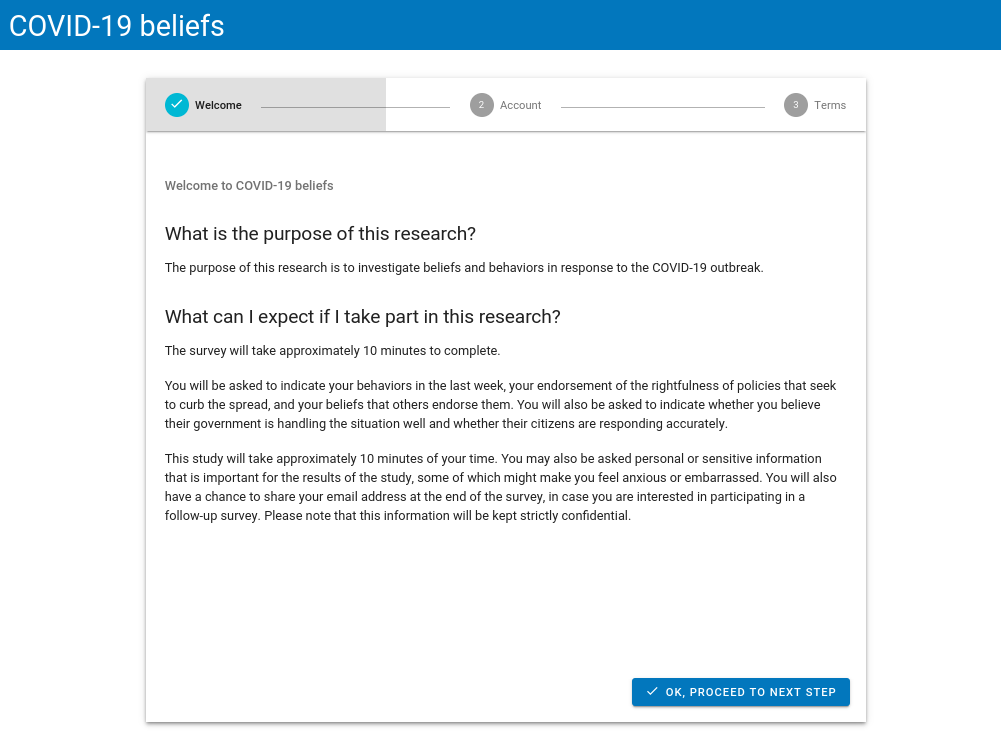 COVID-19 beliefs
Welcome
2 Account
3 Terms
Welcome to COVID-19 beliefs
What is the purpose of this research?
The purpose of this research is to investigate beliefs and behaviors in response to the COVID-19 outbreak.
What can I expect if I take part in this research?
The survey will take approximately 10 minutes to complete.
You will be asked to indicate your behaviors in the last week, your endorsement of the rightfulness of policies that seek
to curb the spread, and your beliefs that others endorse them. You will also be asked to indicate whether you believe
their government is handling the situation well and whether their citizens are responding accurately.
This study will take approximately 10 minutes of your time. You may also be asked personal or sensitive information
that is important for the results of the study, some of which might make you feel anxious or embarrassed. You will also
have a chance to share your email address at the end of the survey, in case you are interested in participating in a
follow-up survey. Please note that this information will be kept strictly confidential.
OK, PROCEED TO NEXT STEP